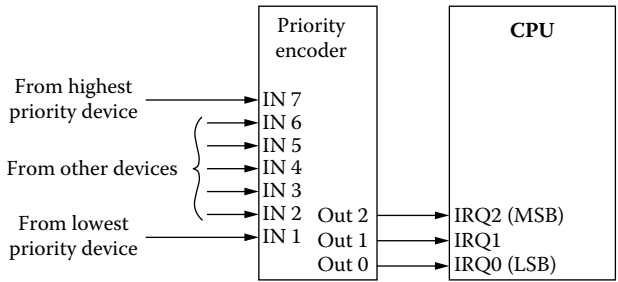 Priority
encoder
CPU
From highest
priority device
IN 7
IN 6
IN 5
From other devices
IN 4
IN 3
IN 2
From lowest
priority device
IN 1
Out 2
IRQ2 (MSB)
Out 1
IRQ1
Out 0
IRQ0 (LSB)